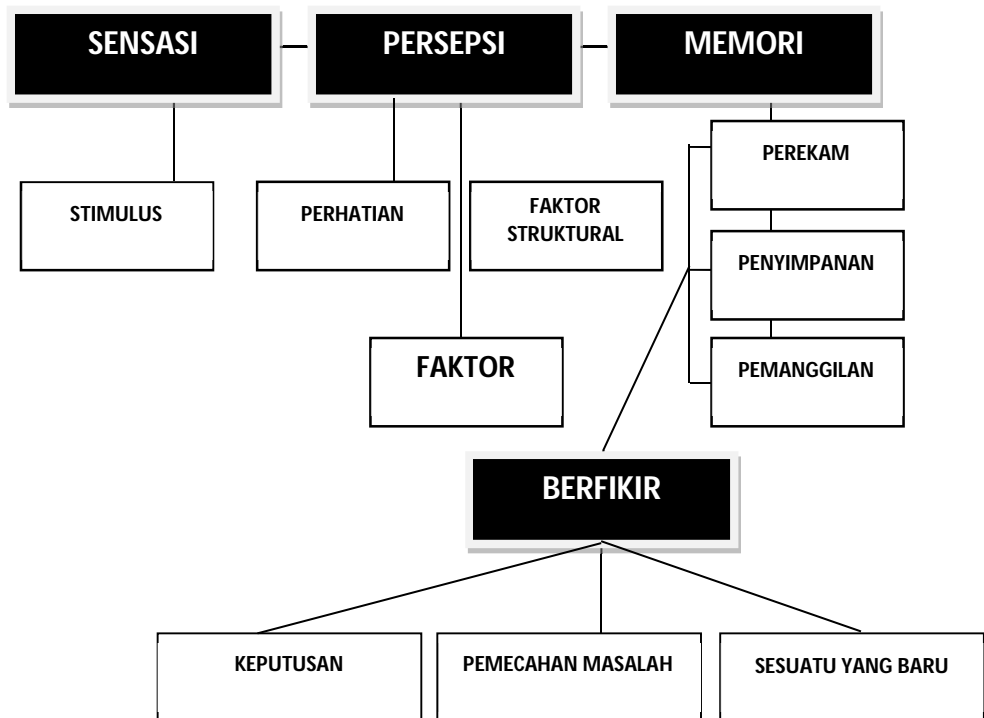 SENSASI
PERSEPSI
MEMORI
PEREKAM
STIMULUS
PERHATIAN
FAKTOR
STRUKTURAL
PENYIMPANAN
FAKTOR
PEMANGGILAN
BERFIKIR
KEPUTUSAN
PEMECAHAN MASALAH
SESUATU YANG BARU